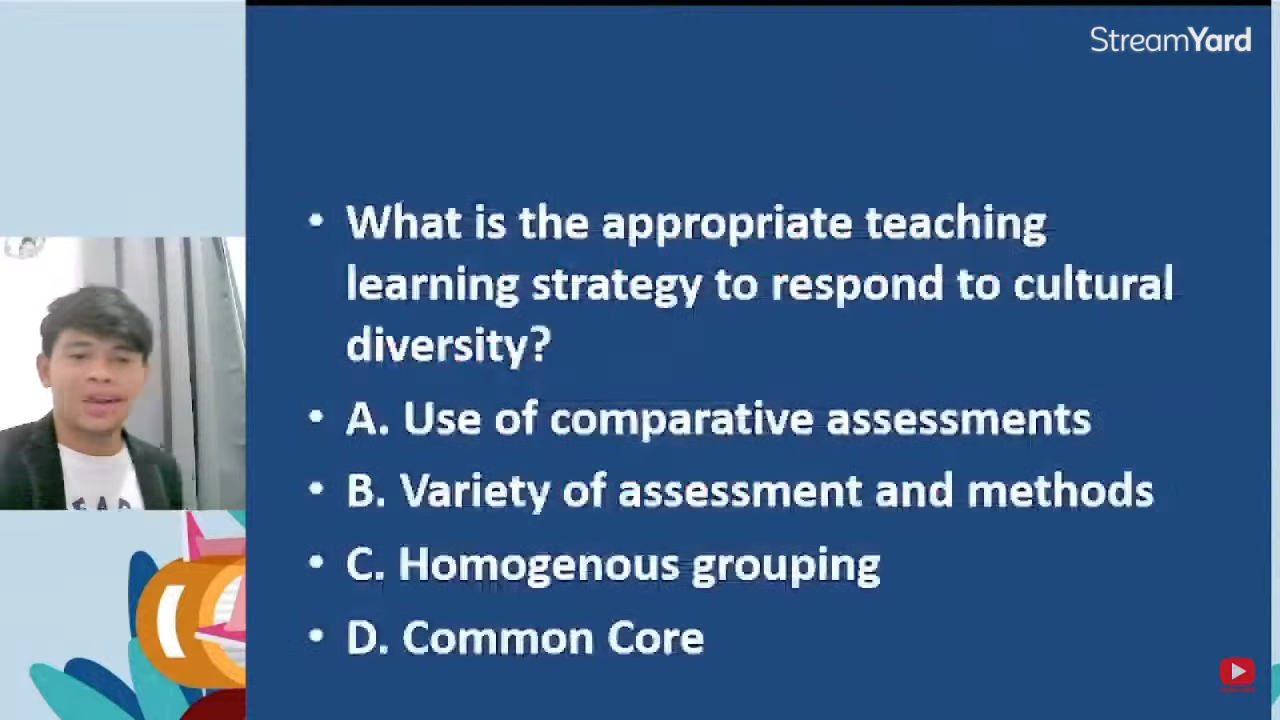 StreamYard
• What is the appropriate teaching
learning strategy to respond to cultural
diversity?
• A. Use of comparative assessments
• B. Variety of assessment and methods
• C. Homogenous grouping
• D. Common Core